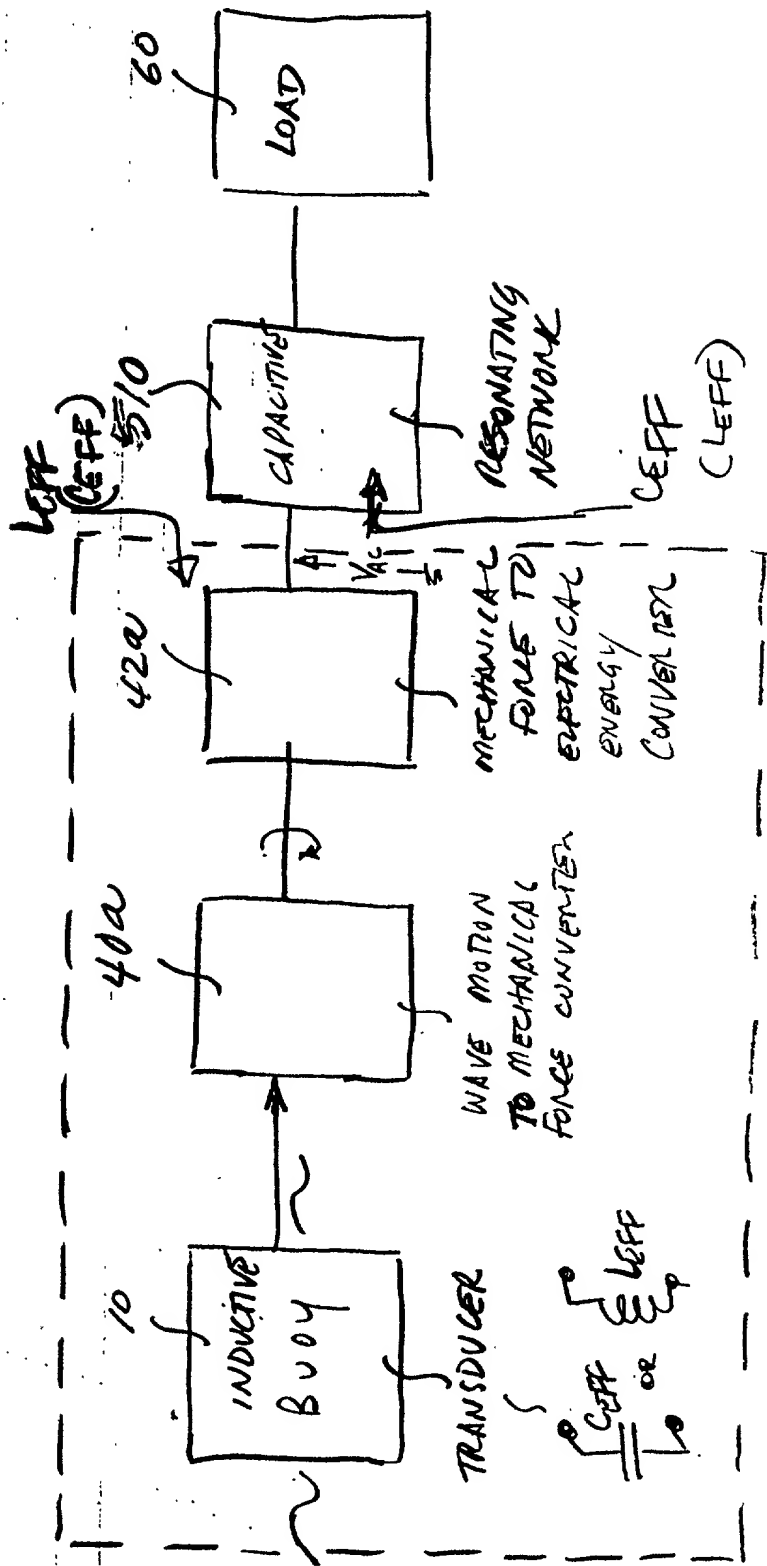 10
INDUCTIVE
BUOY
TRANSDUCER
CEFF
OR
LEFF
40a
WAVE MOTION
TO MECHANICAL
FORCE CONVERTER
42a
MECHANICAL
FORCE TO
ELECTRICAL
ENERGY
CONVERTER
VAC
LEFF
(CEFF)
510
CAPACITIVE
RESONATING
NETWORK
CEFF
(LEFF)
60
LOAD